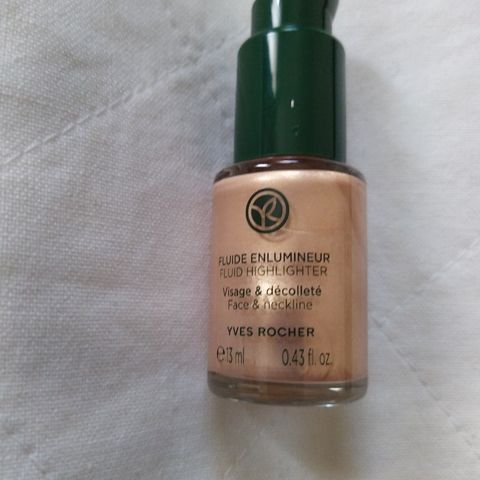 FLUIDE ENLUMINEUR
FLUID HIGHLIGHTER
Visage & décolleté
Face & neckline
YVES ROCHER
℮13 ml 0.43 fl. oz.